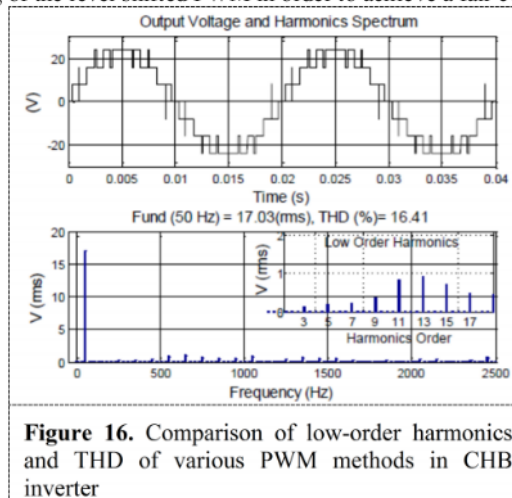 Output Voltage and Harmonics Spectrum
20
0
-20
(V)
0 0.005 0.01 0.015 0.02 0.025 0.03 0.035 0.04
Time (s)
Fund (50 Hz) = 17.03(rms), THD (%)= 16.41
20
15
10
5
0
V (rms)
Low Order Harmonics
2
1
0
V (rms)
3 5 7 9 11 13 15 17
Harmonics Order
0 500 1000 1500 2000 2500
Frequency (Hz)
Figure 16. Comparison of low-order harmonics
and THD of various PWM methods in CHB
inverter